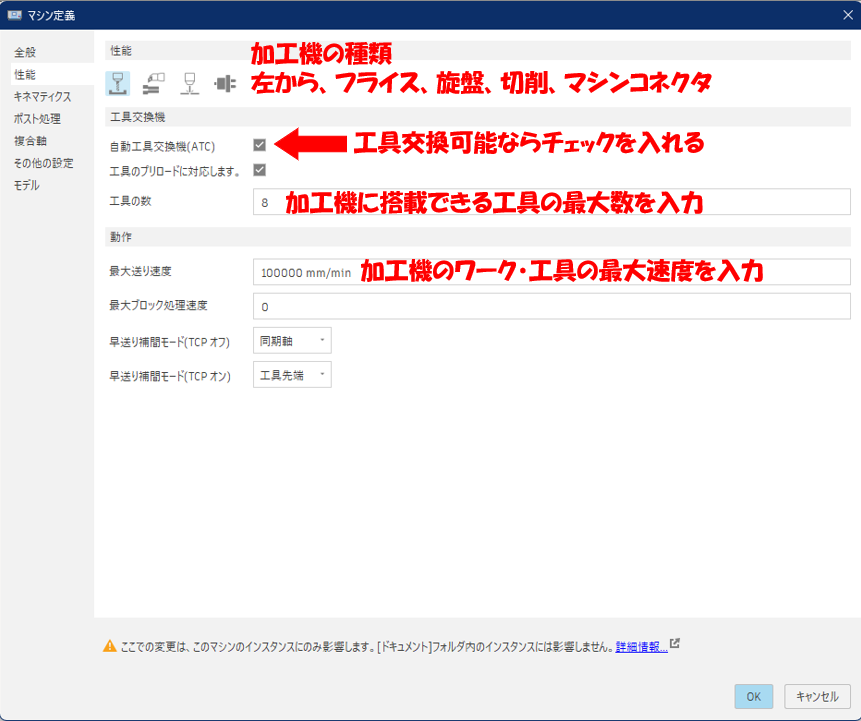 マシン定義
全般
性能
キネマティクス
ポスト処理
複合軸
その他の設定
モデル
性能
加工機の種類
左から、フライス、旋盤、切削、マシンコネクタ
工具交換機
自動工具交換機(ATC)
工具交換可能ならチェックを入れる
工具のプリロードに対応します。
工具の数
8
加工機に搭載できる工具の最大数を入力
動作
最大送り速度
100000 mm/min
加工機のワーク・工具の最大速度を入力
最大ブロック処理速度
0
早送り補間モード(TCP オフ)
同期軸
早送り補間モード(TCP オン)
工具先端
ここでの変更は、このマシンのインスタンスにのみ影響します。[ドキュメント]フォルダ内のインスタンスには影響しません。詳細情報...
OK
キャンセル